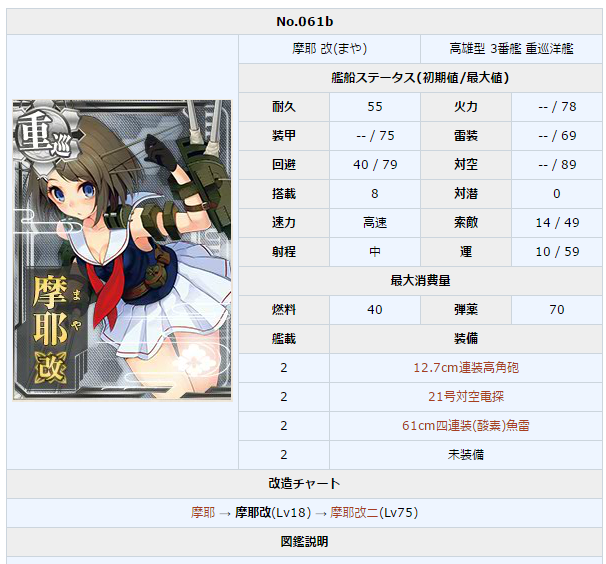 No.061b
摩耶 改(まや)
高雄型 3番艦 重巡洋艦
艦船ステータス(初期値/最大値)
耐久 55 火力 -- / 78
装甲 -- / 75 雷装 -- / 69
回避 40 / 79 対空 -- / 89
搭載 8 対潜 0
速力 高速 索敵 14 / 49
射程 中 運 10 / 59
重巡
摩耶
まや
改
最大消費量
燃料 40 弾薬 70
艦載 装備
2 12.7cm連装高角砲
2 21号対空電探
2 61cm四連装(酸素)魚雷
2 未装備
改造チャート
摩耶 → 摩耶改(Lv18) → 摩耶改二(Lv75)
図鑑説明